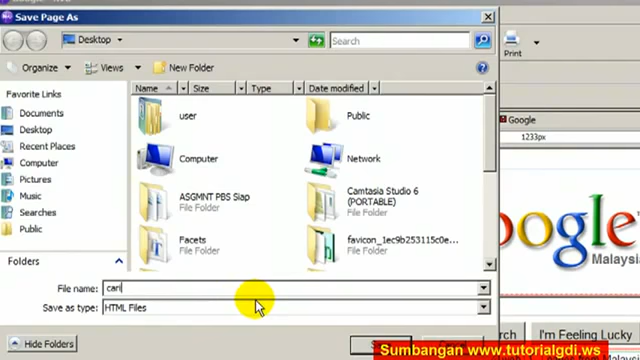 Save Page As
Desktop
Search
Organize
Views
New Folder
Print
Favorite Links
Documents
Desktop
Recent Places
Computer
Pictures
Music
Searches
Public
Folders
Name
Size
Type
Date modified
user
Public
Computer
Network
ASGMNT PBS Siap
File Folder
Camtasia Studio 6
(PORTABLE)
File Folder
Facets
File Folder
favicon_1ec9b253115c0e...
File Folder
Google
1233px
oogle
Malaysia
File name:
cari
Save as type:
HTML Files
Hide Folders
rch
I'm Feeling Lucky
Sumbangan www.tutorialgdi.ws